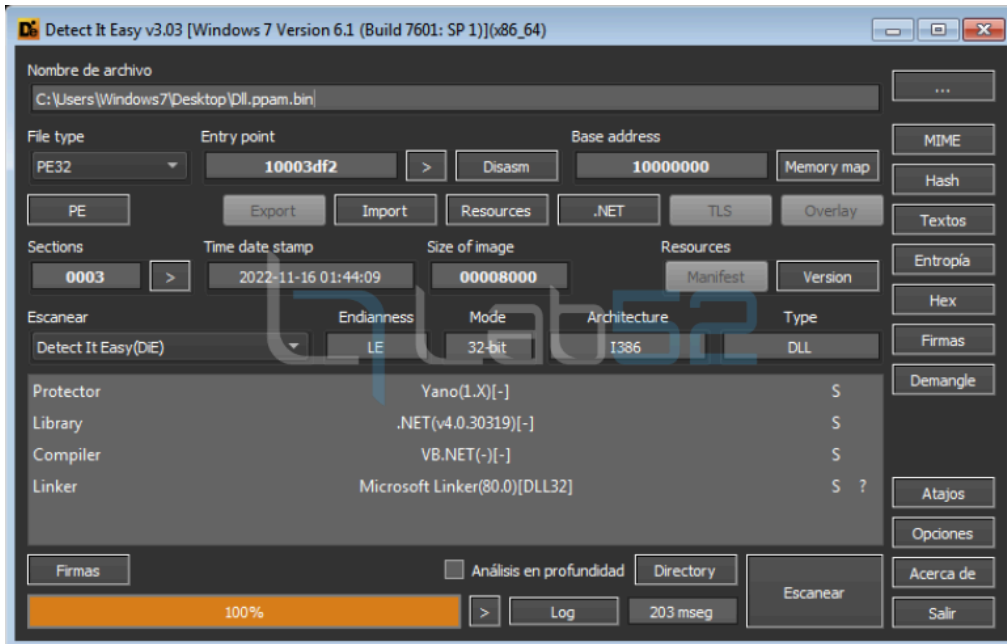 Detect It Easy v3.03 [Windows 7 Version 6.1 (Build 7601: SP 1)](x86_64)
Nombre de archivo
C:\Users\Windows7\Desktop\Dll.ppam.bin
...
File type Entry point Base address
PE32 10003df2 > Disasm 10000000 Memory map MIME
Hash
PE Export Import Resources .NET TLS Overlay Textos
Sections Time date stamp Size of image Resources
0003 > 2022-11-16 01:44:09 00008000 Manifest Version Entropía
Hex
Escanear Endianness Mode Architecture Type
Detect It Easy(DiE) LE 32-bit I386 DLL Firmas
Lab52
Protector Yano(1.X)[-] S Demangle
Library .NET(v4.0.30319)[-] S
Compiler VB.NET(-)[-] S
Linker Microsoft Linker(80.0)[DLL32] S ? Atajos
Opciones
Firmas Análisis en profundidad Directory Escanear Acerca de
100% > Log 203 mseg Salir